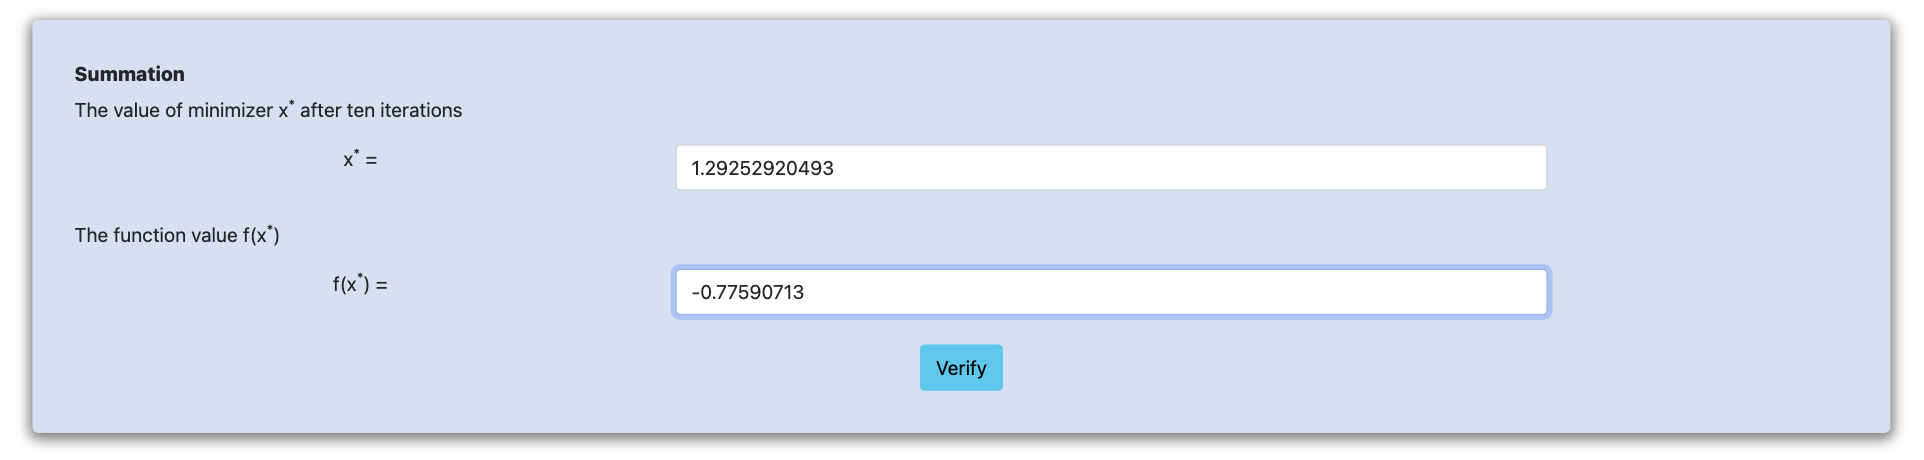 Summation
The value of minimizer x* after ten iterations
x* =
1.29252920493
The function value f(x*)
f(x*) =
-0.77590713
Verify